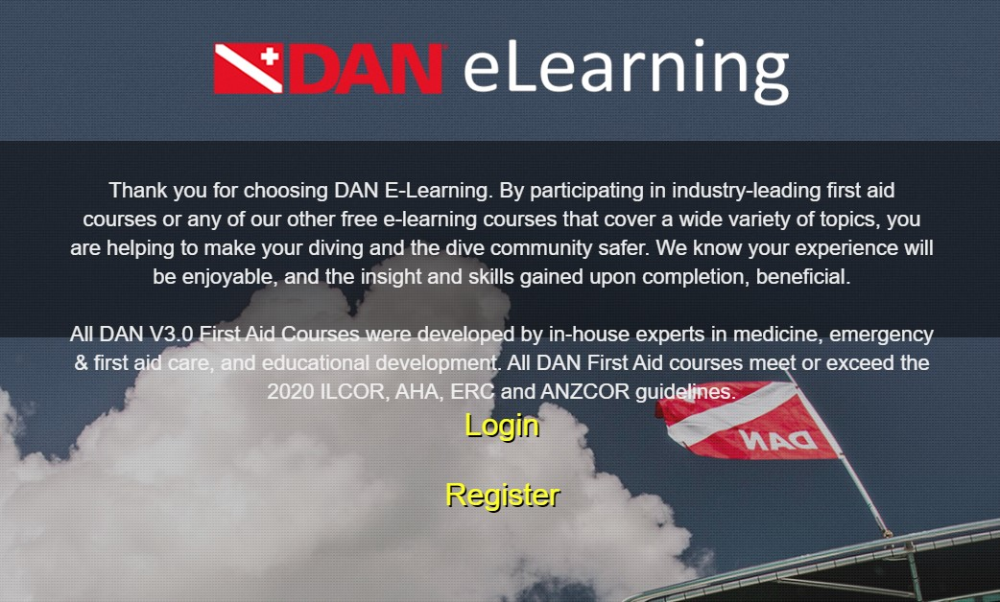 DAN eLearning
Thank you for choosing DAN E-Learning. By participating in industry-leading first aid
courses or any of our other free e-learning courses that cover a wide variety of topics, you
are helping to make your diving and the dive community safer. We know your experience will
be enjoyable, and the insight and skills gained upon completion, beneficial.
All DAN V3.0 First Aid Courses were developed by in-house experts in medicine, emergency
& first aid care, and educational development. All DAN First Aid courses meet or exceed the
2020 ILCOR, AHA, ERC and ANZCOR guidelines.
Login
DAN
Register